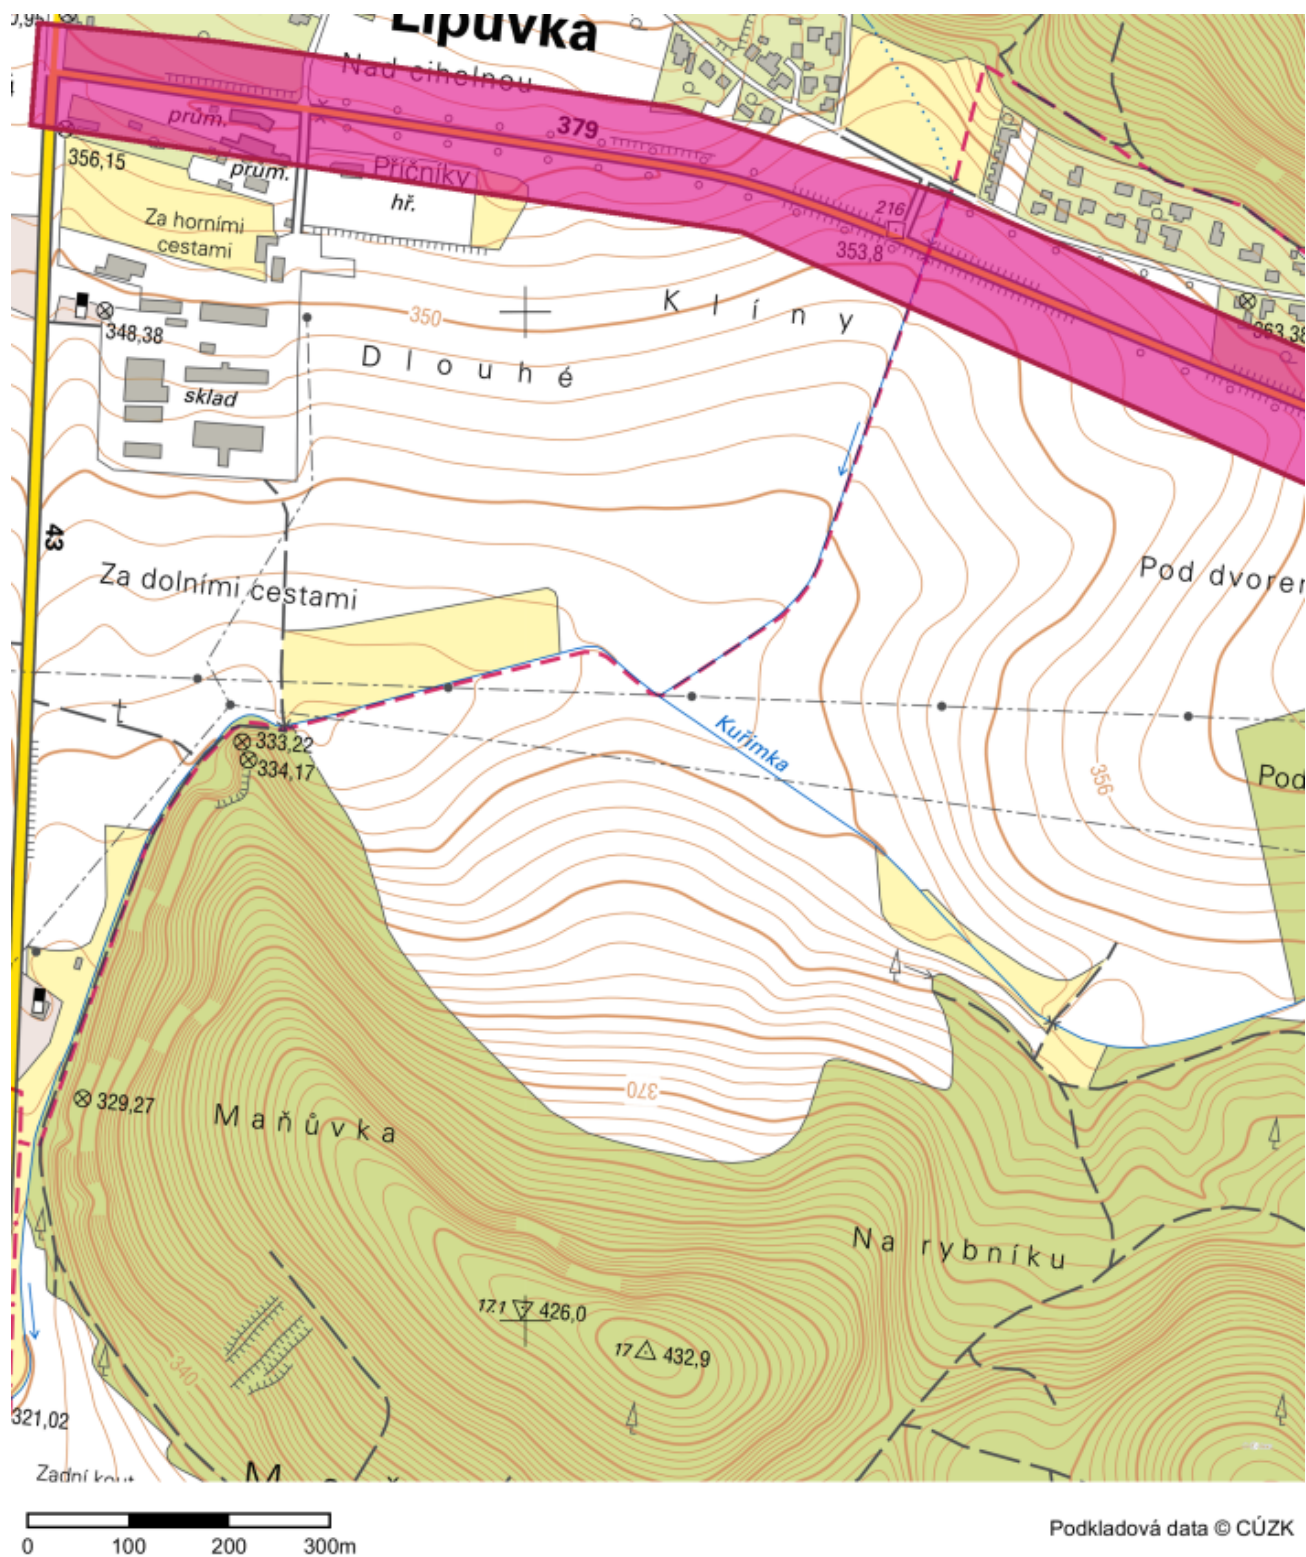 Lipůvka
Nad cihelnou
379
prům.
Příčníky
356,15
prům.
hř.
216
Za horními
cestami
353,8
K l í n y
350
363,38
348,38
D l o u h é
sklad
43
Pod dvorem
Za dolními cestami
Kuřimka
333,22
334,17
356
Pod
370
329,27
M a ň ů v k a
N a r y b n í k u
17.1 426,0
17 432,9
340
321,02
Zadní kout
0 100 200 300m
Podkladová data © CÚZK